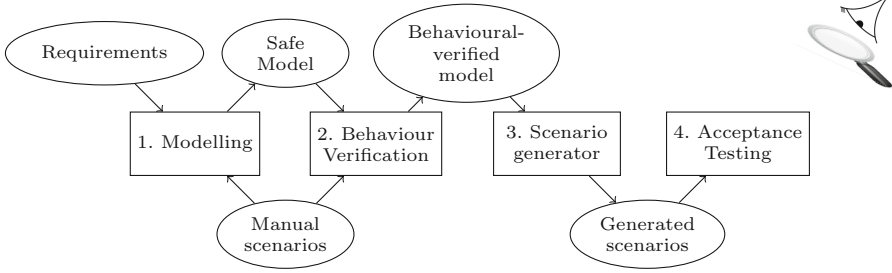 Requirements
Safe
Model
Behavioural-
verified
model
1. Modelling
2. Behaviour
Verification
3. Scenario
generator
4. Acceptance
Testing
Manual
scenarios
Generated
scenarios